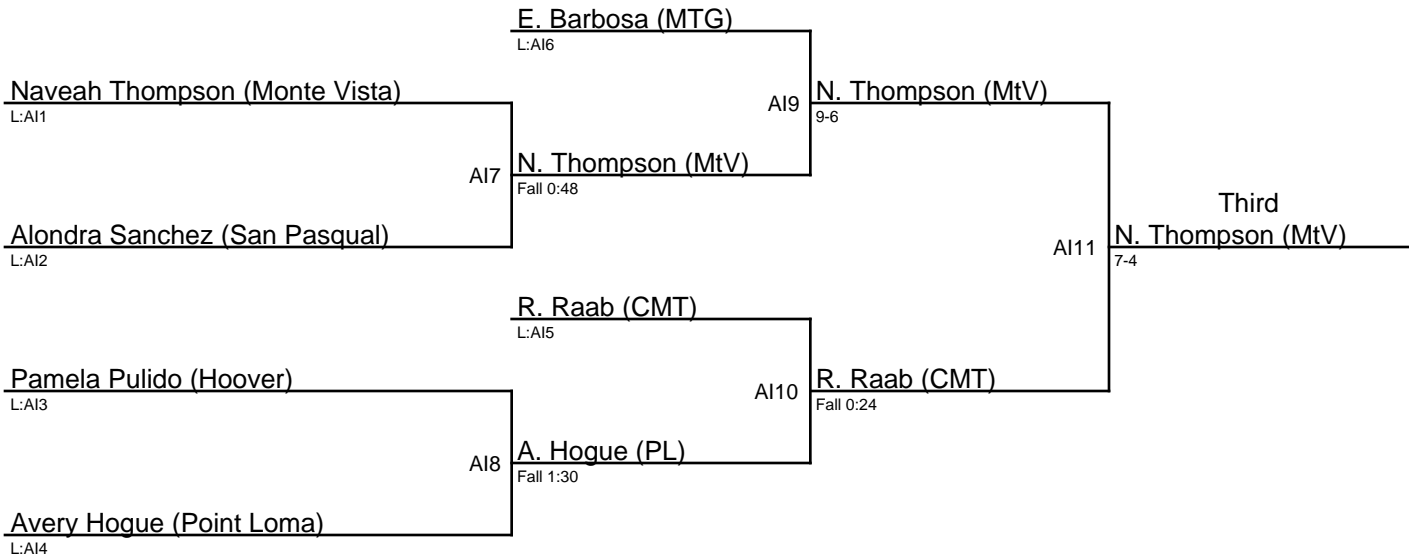 E. Barbosa (MTG)
L:AI6
Naveah Thompson (Monte Vista)
L:AI1
AI9
N. Thompson (MtV)
9-6
AI7
N. Thompson (MtV)
Fall 0:48
Third
Alondra Sanchez (San Pasqual)
L:AI2
AI11
N. Thompson (MtV)
7-4
R. Raab (CMT)
L:AI5
Pamela Pulido (Hoover)
L:AI3
AI10
R. Raab (CMT)
Fall 0:24
AI8
A. Hogue (PL)
Fall 1:30
Avery Hogue (Point Loma)
L:AI4